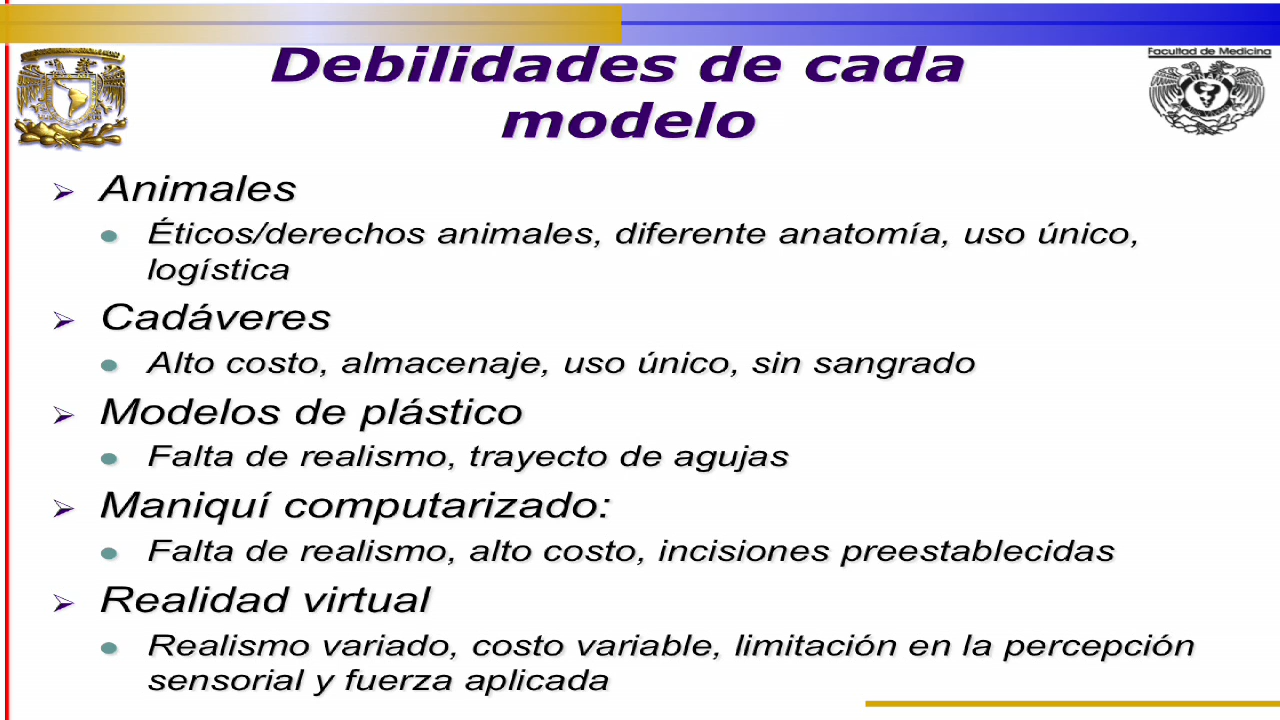 Facultad de Medicina
Debilidades de cada
modelo
Animales
Éticos/derechos animales, diferente anatomía, uso único,
logística
Cadáveres
Alto costo, almacenaje, uso único, sin sangrado
Modelos de plástico
Falta de realismo, trayecto de agujas
Maniquí computarizado:
Falta de realismo, alto costo, incisiones preestablecidas
Realidad virtual
Realismo variado, costo variable, limitación en la percepción
sensorial y fuerza aplicada